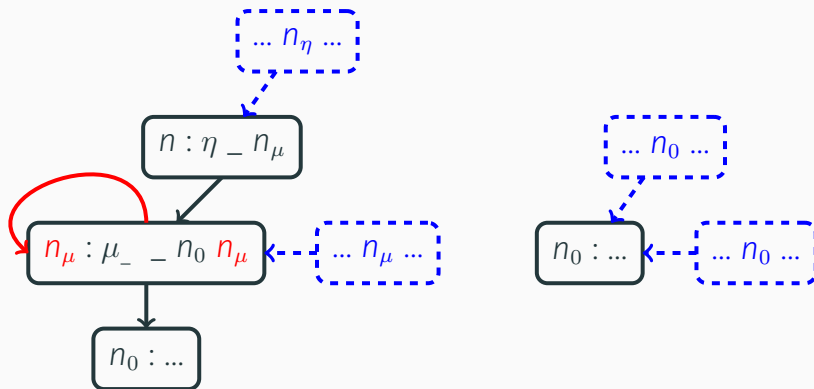 ... n_η ...
n : η _ n_μ
... n_0 ...
n_μ : μ_- _ n_0 n_μ
... n_μ ...
n_0 : ...
... n_0 ...
n_0 : ...